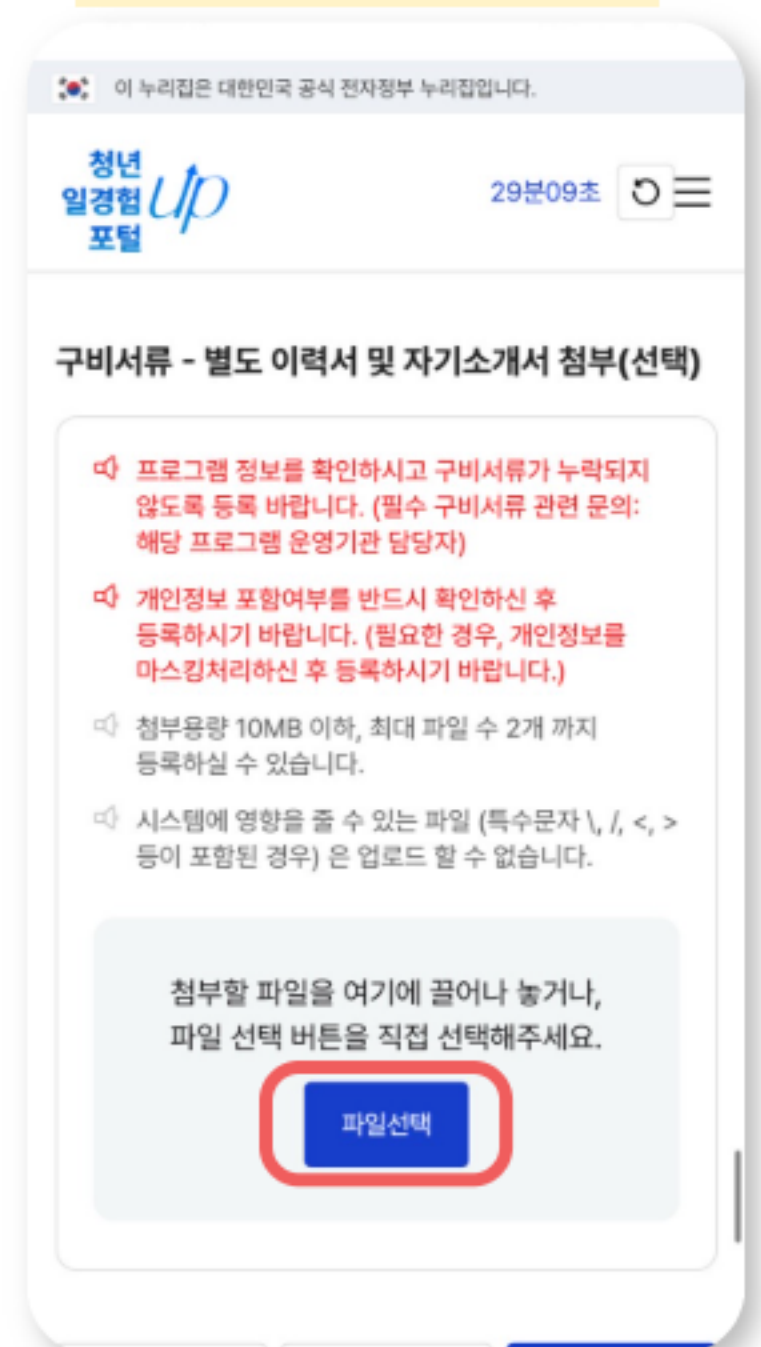 이 누리집은 대한민국 공식 전자정부 누리집입니다.
청년
일경험 Up
포털
29분09초
구비서류 - 별도 이력서 및 자기소개서 첨부(선택)
프로그램 정보를 확인하시고 구비서류가 누락되지
않도록 등록 바랍니다. (필수 구비서류 관련 문의:
해당 프로그램 운영기관 담당자)
개인정보 포함여부를 반드시 확인하신 후
등록하시기 바랍니다. (필요한 경우, 개인정보를
마스킹처리하신 후 등록하시기 바랍니다.)
첨부용량 10MB 이하, 최대 파일 수 2개 까지
등록하실 수 있습니다.
시스템에 영향을 줄 수 있는 파일 (특수문자 \, /, <, >
등이 포함된 경우) 은 업로드 할 수 없습니다.
첨부할 파일을 여기에 끌어나 놓거나,
파일 선택 버튼을 직접 선택해주세요.
파일선택